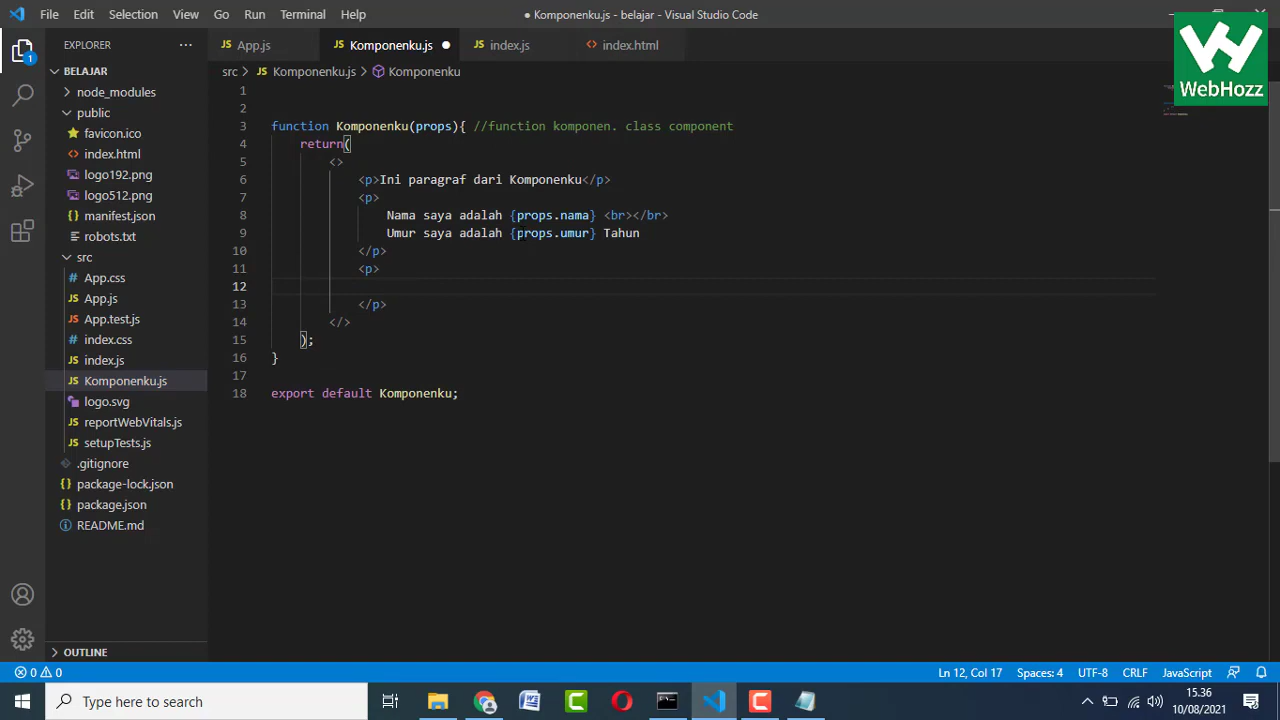 File Edit Selection View Go Run Terminal Help
● Komponenku.js - belajar - Visual Studio Code
WebHozz
EXPLORER
BELAJAR
node_modules
public
favicon.ico
index.html
logo192.png
logo512.png
manifest.json
robots.txt
src
App.css
App.js
App.test.js
index.css
index.js
Komponenku.js
logo.svg
reportWebVitals.js
setupTests.js
.gitignore
package-lock.json
package.json
README.md
OUTLINE
App.js Komponenku.js index.js index.html
src > Komponenku.js > Komponenku
1
2
3 function Komponenku(props){ //function komponen. class component
4 return(
5 <>
6 <p>Ini paragraf dari Komponenku</p>
7 <p>
8 Nama saya adalah {props.nama} <br></br>
9 Umur saya adalah {props.umur} Tahun
10 </p>
11 <p>
12
13 </p>
14 </>
15 );
16 }
17
18 export default Komponenku;
0 0 Ln 12, Col 17 Spaces: 4 UTF-8 CRLF JavaScript
Type here to search
15.36
10/08/2021